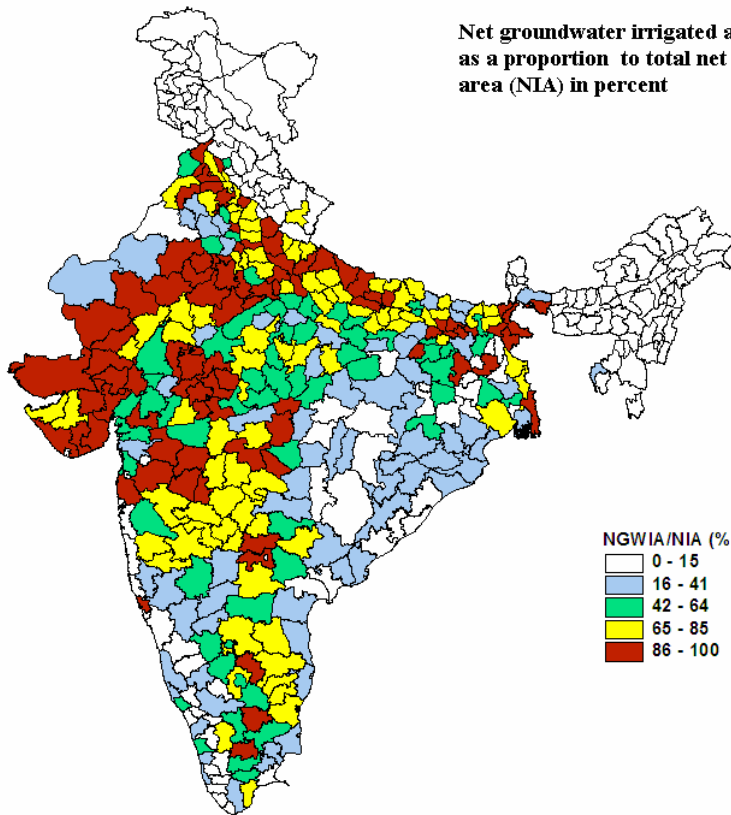 Net groundwater irrigated a
as a proportion to total net
area (NIA) in percent
NGWIA/NIA (%
0 - 15
16 - 41
42 - 64
65 - 85
86 - 100